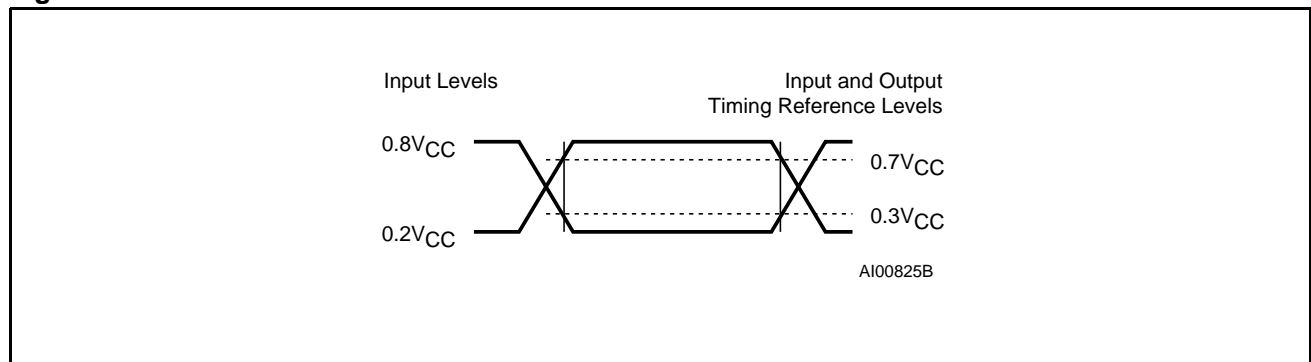 Input Levels
Input and Output
Timing Reference Levels
0.8VCC
0.7VCC
0.3VCC
0.2VCC
AI00825B